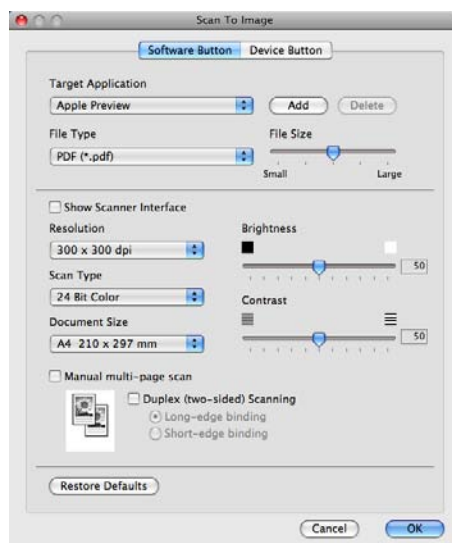 Scan To Image
Software Button Device Button
Target Application
Apple Preview
Add Delete
File Type
File Size
PDF (*.pdf)
Small Large
Show Scanner Interface
Resolution
Brightness
300 x 300 dpi
50
Scan Type
24 Bit Color
Contrast
Document Size
A4 210 x 297 mm
50
Manual multi-page scan
Duplex (two-sided) Scanning
Long-edge binding
Short-edge binding
Restore Defaults
Cancel OK